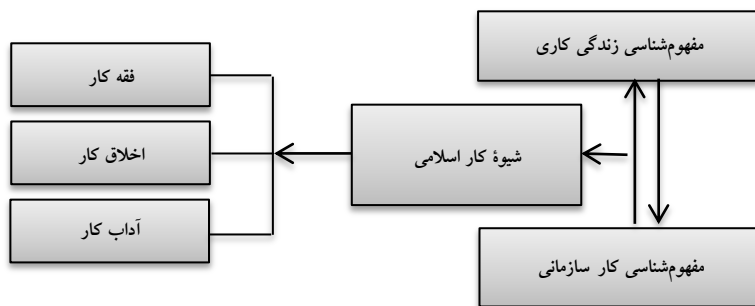 مفهوم‌شناسی زندگی کاری
فقه کار
اخلاق کار
شیوهٔ کار اسلامی
آداب کار
مفهوم‌شناسی کار سازمانی